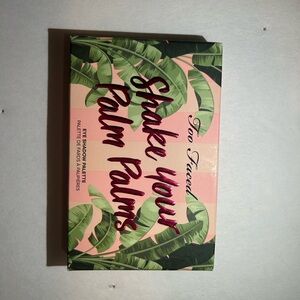 Too Faced
Shake Your
Palm Palms
EYE SHADOW PALETTE
PALETTE DE FARDS À PAUPIÈRES